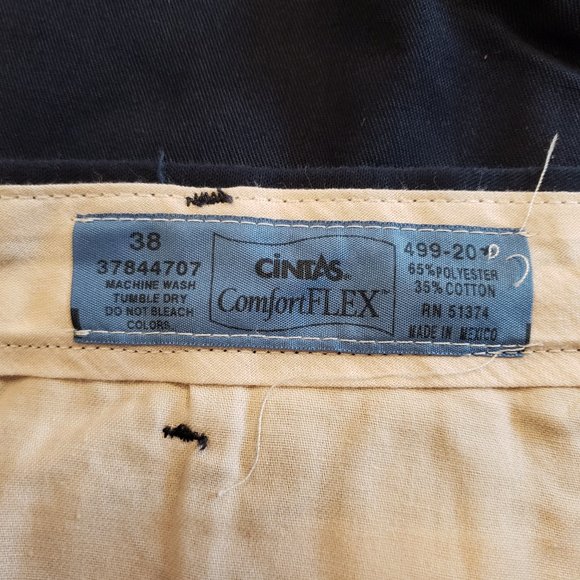 38
37844707
MACHINE WASH
TUMBLE DRY
DO NOT BLEACH
COLORS
CiNTAS®
ComfortFLEX™
499-20
65% POLYESTER
35% COTTON
RN 51374
MADE IN MEXICO